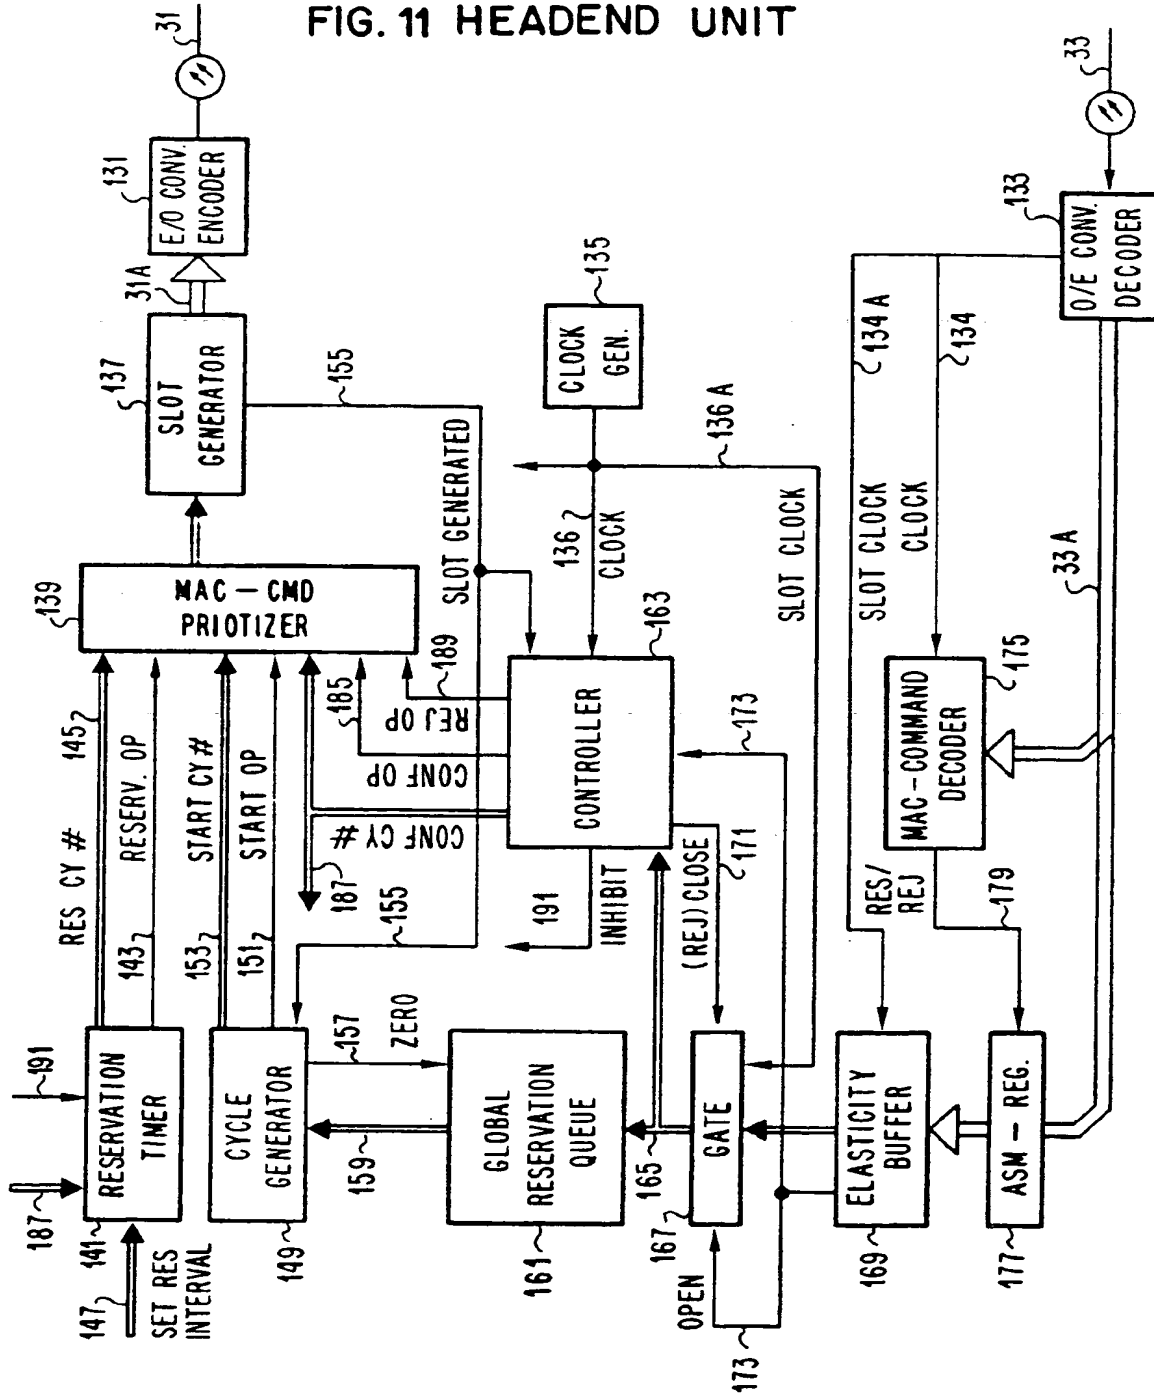 FIG. 11 HEADEND UNIT
31
131
E/O CONV.
ENCODER
31A
137
SLOT
GENERATOR
155
SLOT GENERATED
139
MAC-CMD
PRIOTIZER
145
RES CY #
143
RESERV. OP
153
START CY#
151
START OP
191
187
141
RESERVATION
TIMER
147
SET RES
INTERVAL
149
CYCLE
GENERATOR
155
157
ZERO
159
161
GLOBAL
RESERVATION
QUEUE
165
167
GATE
OPEN
173
169
ELASTICITY
BUFFER
177
ASM-REG.
179
RES/
REJ
175
MAC-COMMAND
DECODER
163
CONTROLLER
189
REJ OP
185
CONF OP
CONF CY #
187
191
INHIBIT
171
(REJ) CLOSE
173
135
CLOCK
GEN.
136
CLOCK
136A
SLOT CLOCK
134A
SLOT CLOCK
134
CLOCK
33A
133
O/E CONV.
DECODER
33